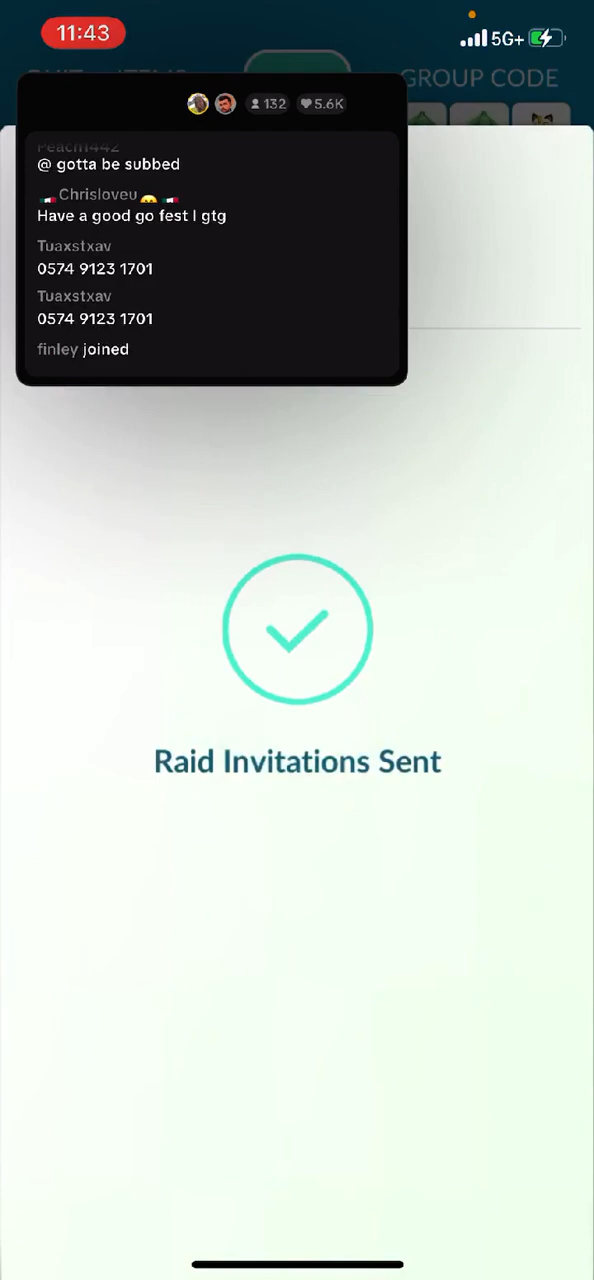 11:43
5G+
GROUP CODE
132
5.6K
Peach1442
@ gotta be subbed
Chrisloveu
Have a good go fest I gtg
Tuaxstxav
0574 9123 1701
Tuaxstxav
0574 9123 1701
finley joined
Raid Invitations Sent